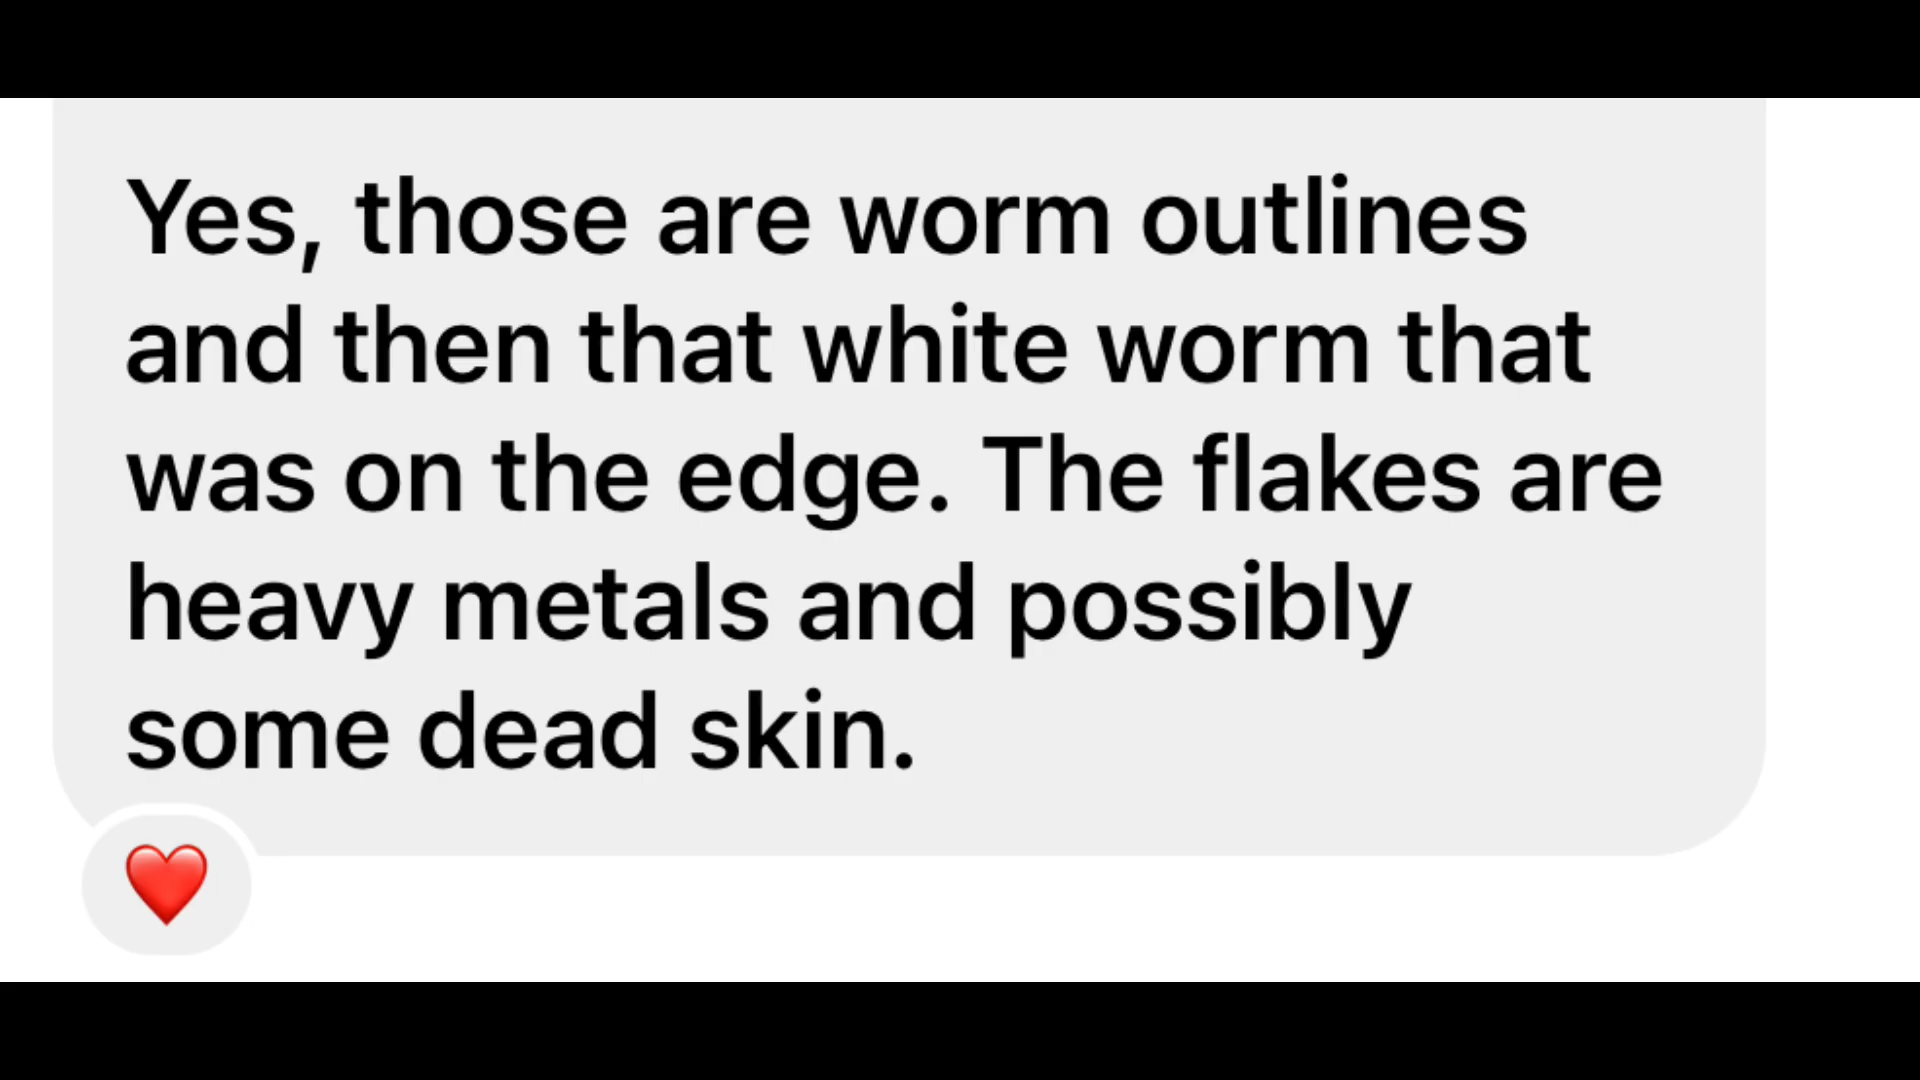 Yes, those are worm outlines
and then that white worm that
was on the edge. The flakes are
heavy metals and possibly
some dead skin.